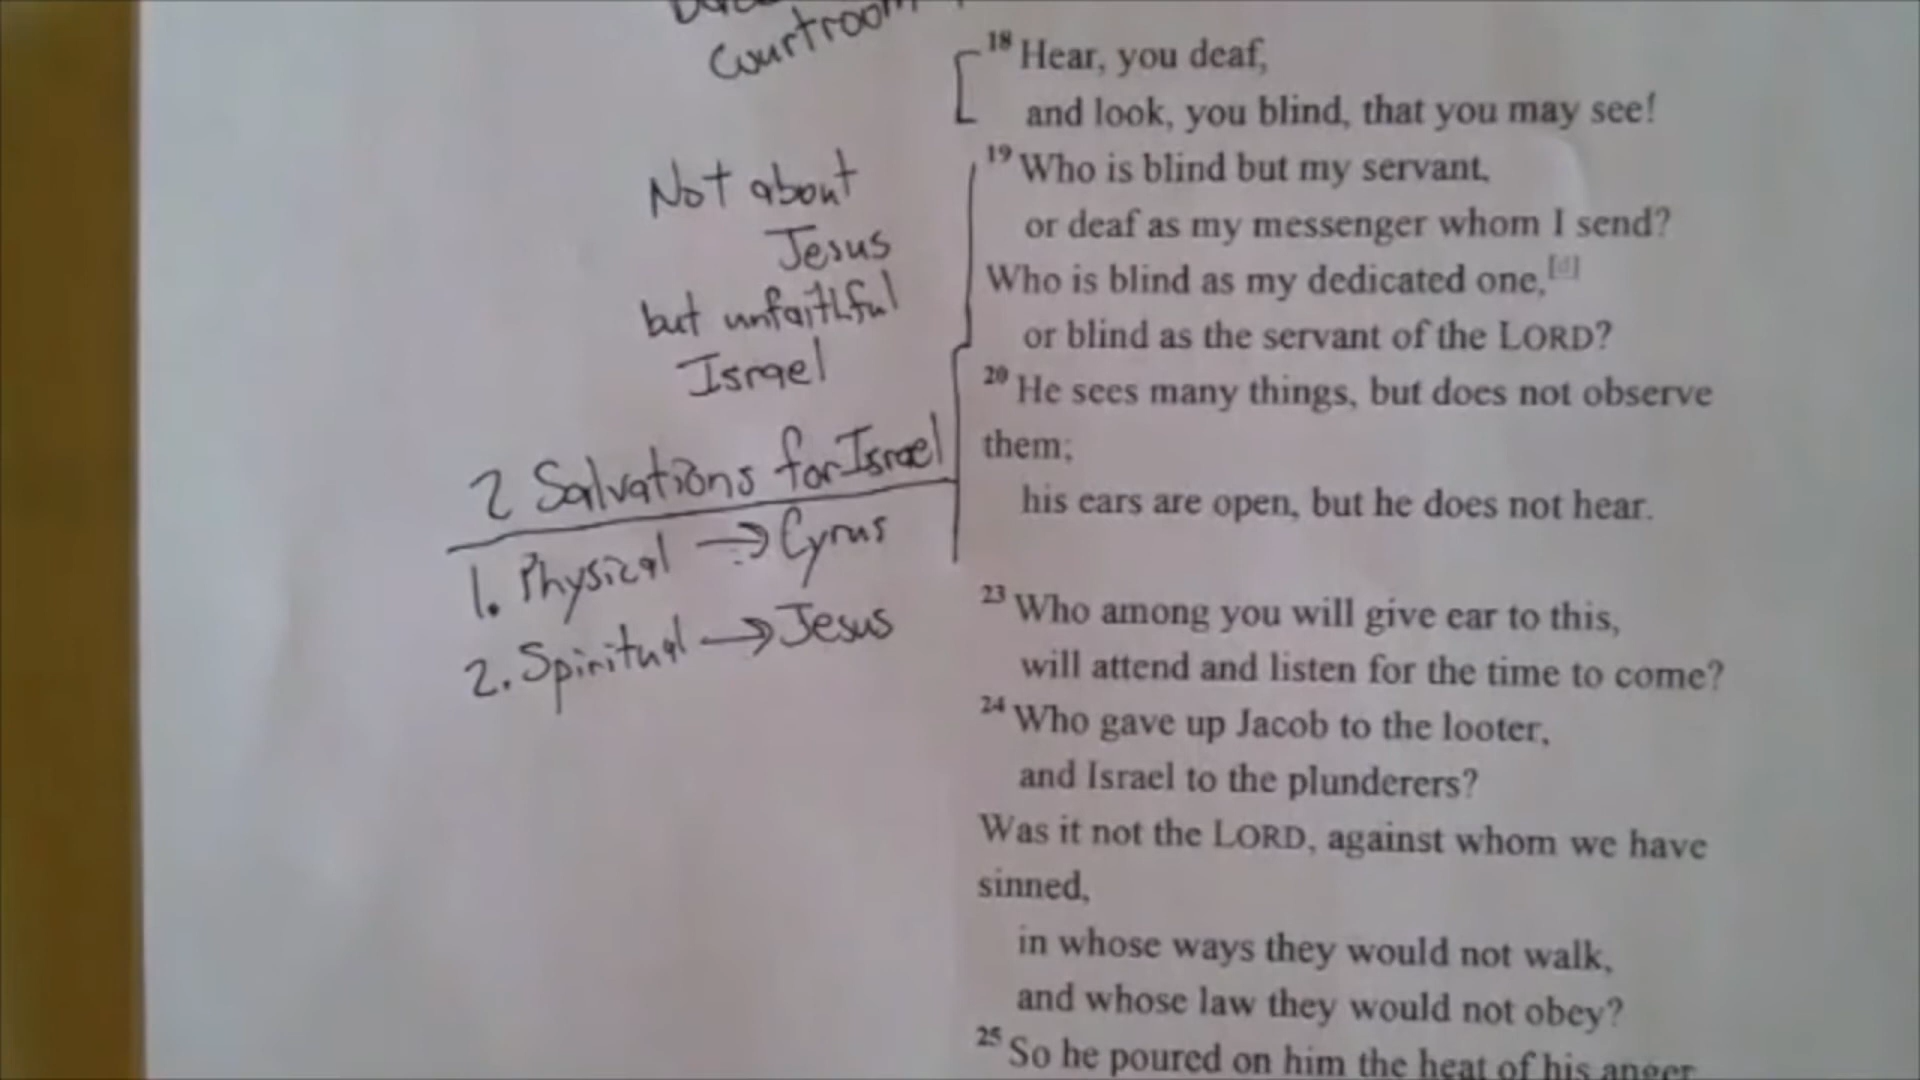 Courtroom
Not about
Jesus
but unfaithful
Israel
2 Salvations for Israel
1. Physical → Cyrus
2. Spiritual → Jesus
18 Hear, you deaf,
and look, you blind, that you may see!
19 Who is blind but my servant,
or deaf as my messenger whom I send?
Who is blind as my dedicated one,[d]
or blind as the servant of the LORD?
20 He sees many things, but does not observe
them;
his ears are open, but he does not hear.
23 Who among you will give ear to this,
will attend and listen for the time to come?
24 Who gave up Jacob to the looter,
and Israel to the plunderers?
Was it not the LORD, against whom we have
sinned,
in whose ways they would not walk,
and whose law they would not obey?
25 So he poured on him the heat of his anger